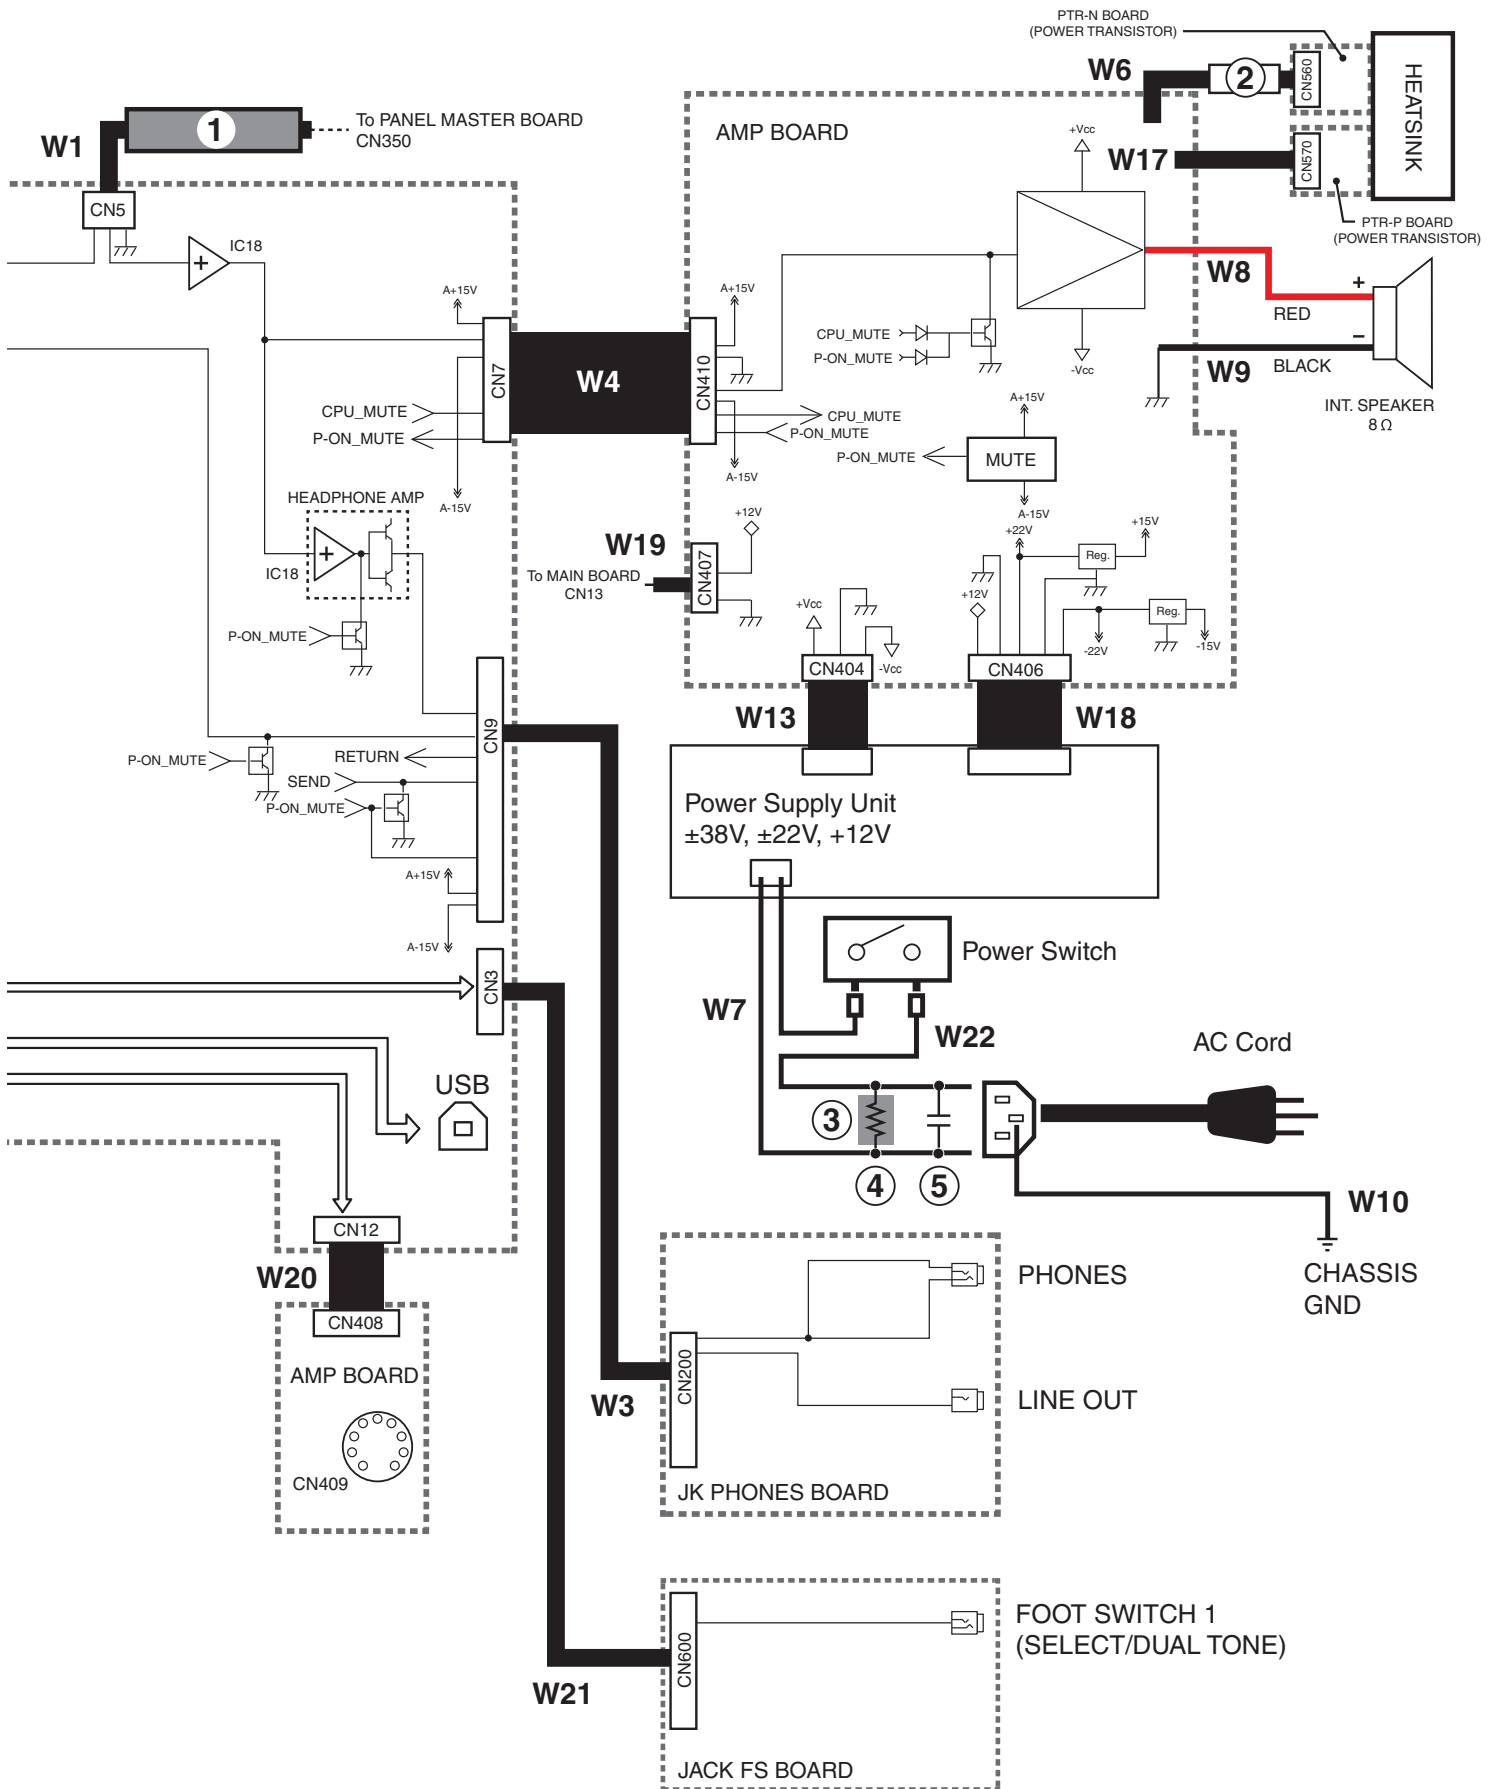 PTR-N BOARD
(POWER TRANSISTOR)
W6
2
CN560
HEATSINK
W1
1
To PANEL MASTER BOARD
CN350
AMP BOARD
+Vcc
W17
CN570
PTR-P BOARD
(POWER TRANSISTOR)
CN5
IC18
W8
+
RED
A+15V
A+15V
CN7
W4
CN410
CPU_MUTE
P-ON_MUTE
-Vcc
−
W9
BLACK
INT. SPEAKER
8Ω
CPU_MUTE
P-ON_MUTE
CPU_MUTE
P-ON_MUTE
A+15V
P-ON_MUTE
MUTE
A-15V
A-15V
A-15V
HEADPHONE AMP
+
IC18
+12V
W19
To MAIN BOARD
CN13
CN407
+22V
+15V
Reg.
+12V
+Vcc
Reg.
-22V
-15V
P-ON_MUTE
CN404
-Vcc
CN406
W13
W18
CN9
P-ON_MUTE
RETURN
SEND
P-ON_MUTE
Power Supply Unit
±38V, ±22V, +12V
A+15V
A-15V
Power Switch
CN3
W7
W22
AC Cord
USB
3
4
5
W10
CN12
CHASSIS
GND
W20
CN408
AMP BOARD
CN409
PHONES
CN200
W3
LINE OUT
JK PHONES BOARD
CN600
FOOT SWITCH 1
(SELECT/DUAL TONE)
W21
JACK FS BOARD